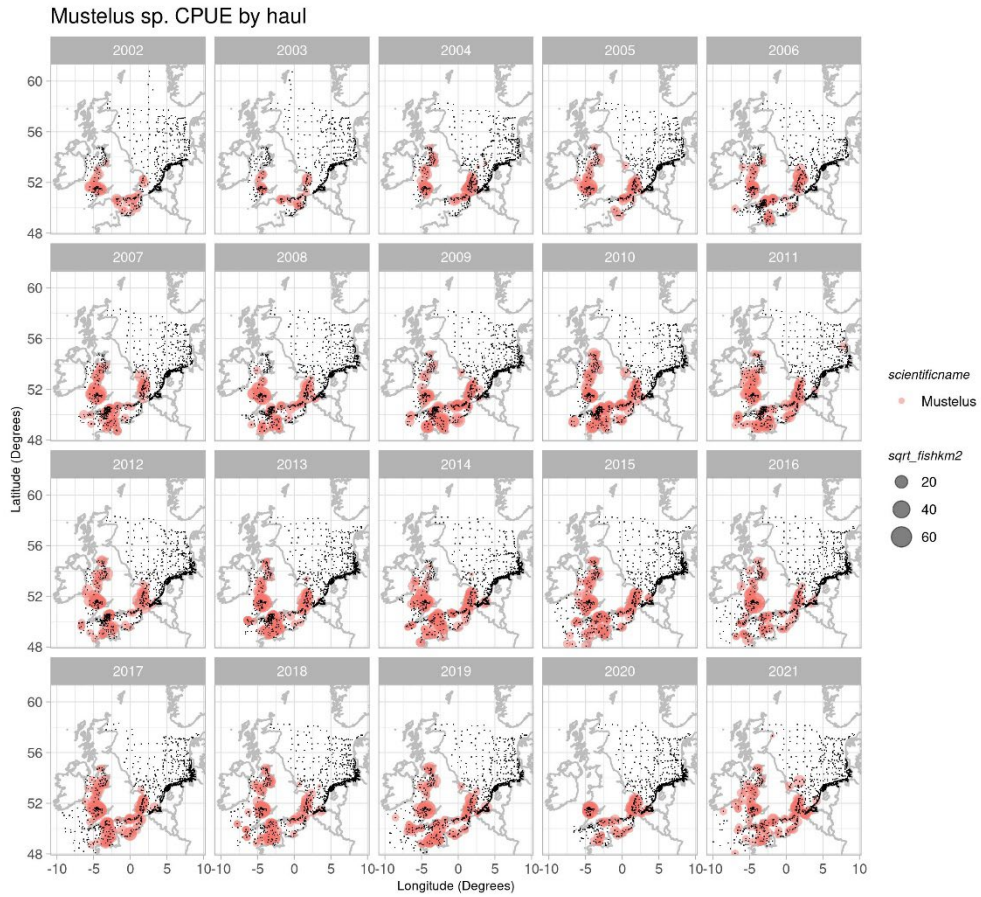 Mustelus sp. CPUE by haul
2002 2003 2004 2005 2006
60
56
52
48
2007 2008 2009 2010 2011
60
56
52
48
2012 2013 2014 2015 2016
60
56
52
48
2017 2018 2019 2020 2021
60
56
52
48
-10 -5 0 5 10 -10 -5 0 5 10 -10 -5 0 5 10 -10 -5 0 5 10 -10 -5 0 5 10
Longitude (Degrees)
Latitude (Degrees)
scientificname
Mustelus
sqrt_fishkm2
20
40
60